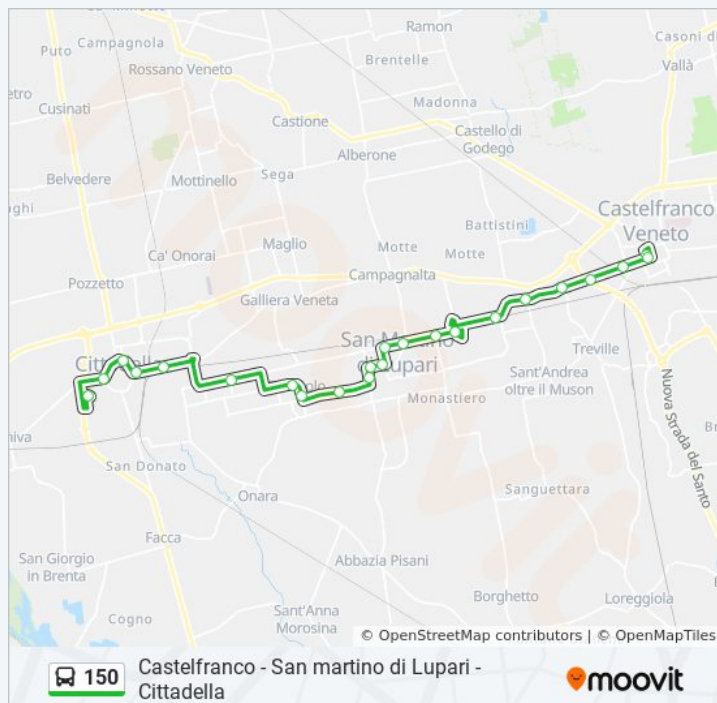 Ramon
Campagnola
Puto
Casoni di
Brentelle
Vallà
Rossano Veneto
Cusinati
Madonna
Castione
Castello di
Godego
Alberone
Belvedere
Sega
Mottinello
Castelfranco
Veneto
Battistini
Ca' Onorai
Maglio
Motte
Motte
Pozzetto
Campagnalta
Galliera Veneta
San Martino
di Lupari
Treville
Cittadella
Sant'Andrea
oltre il Muson
Monastiero
Nuova Strada del Santo
San Donato
Onara
Sanguettara
Facca
San Giorgio
in Brenta
Abbazia Pisani
Borghetto
Loreggiola
Cogno
Sant'Anna
Morosina
© OpenStreetMap contributors | © OpenMapTiles
150
Castelfranco - San martino di Lupari -
Cittadella
moovit